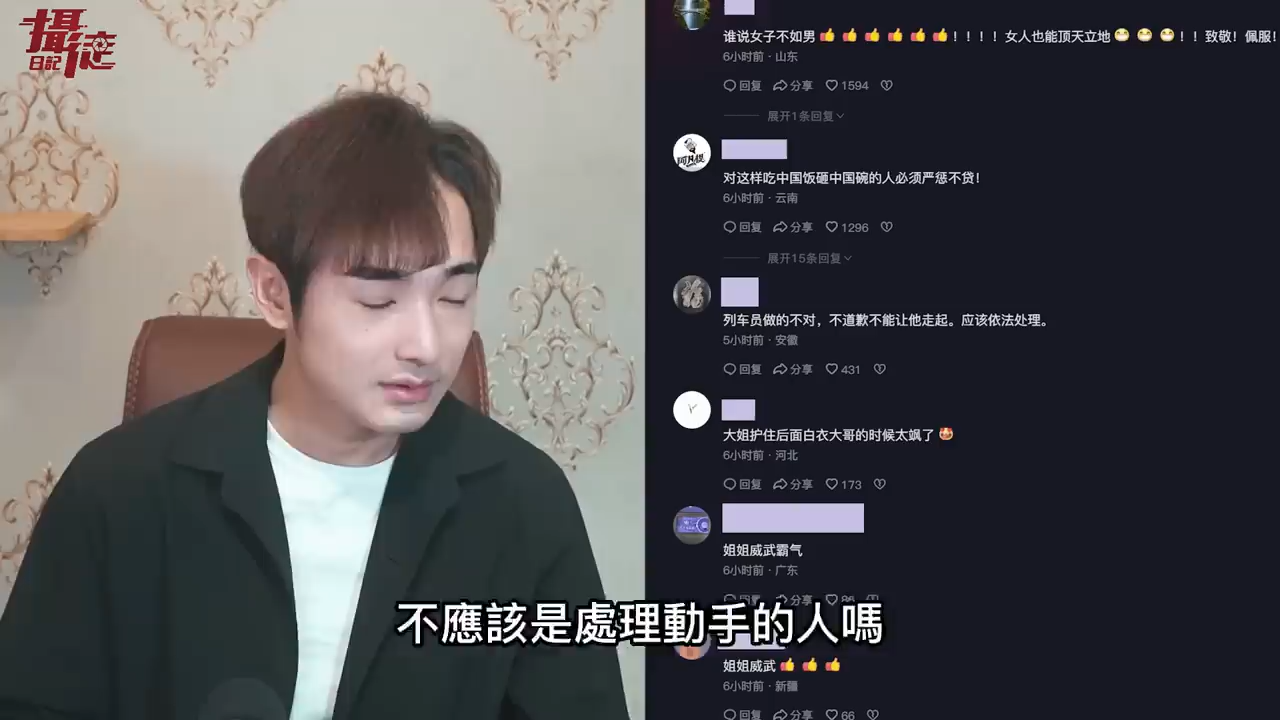 攝徒
日記
谁说女子不如男👍👍👍👍👍👍！！！！女人也能顶天立地😁😁😁！！致敬！佩服！
6小时前 · 山东
回复 分享 1594
展开1条回复
对这样吃中国饭砸中国碗的人必须严惩不贷！
6小时前 · 云南
回复 分享 1296
展开15条回复
列车员做的不对，不道歉不能让他走起。应该依法处理。
5小时前 · 安徽
回复 分享 431
大姐护住后面白衣大哥的时候太飒了🥰
6小时前 · 河北
回复 分享 173
姐姐威武霸气
6小时前 · 广东
回复 分享 86
不應該是處理動手的人嗎
姐姐威武👍👍👍
6小时前 · 新疆
回复 分享 66